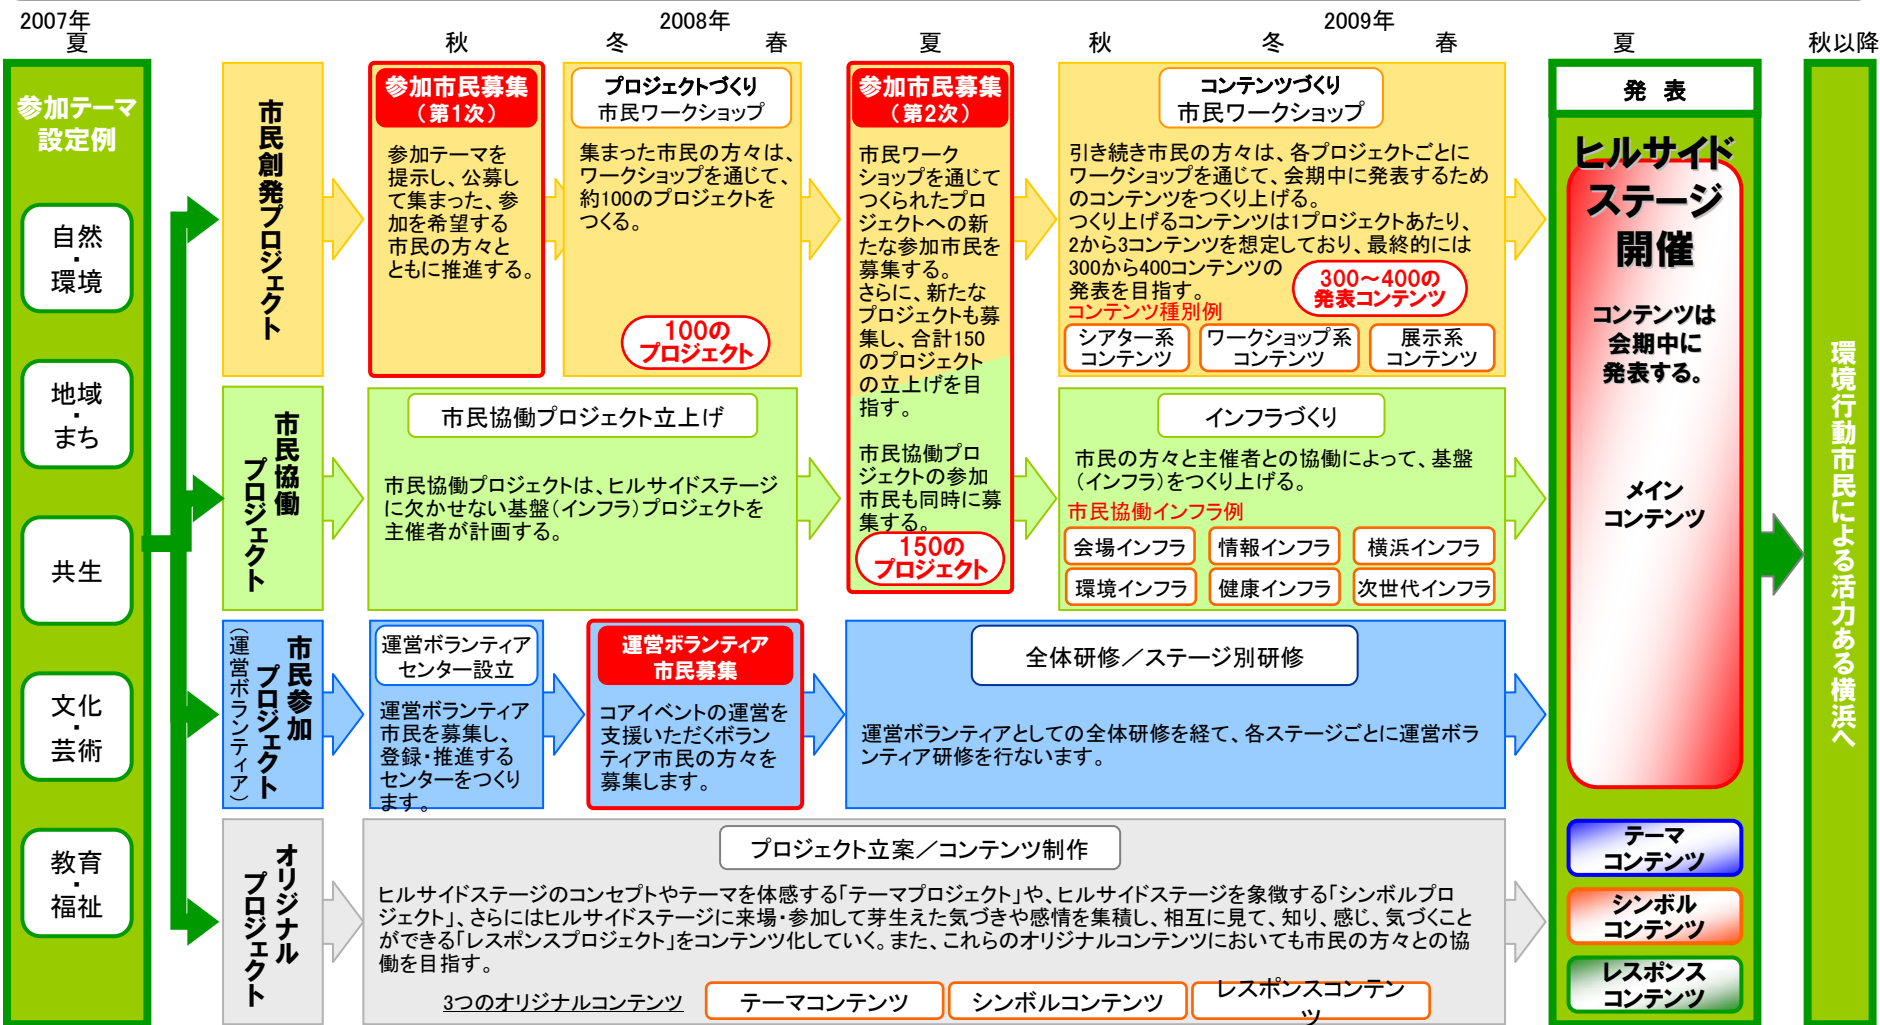 2007年
2008年
2009年
夏
秋
冬
春
夏
秋
冬
春
夏
秋以降
参加テーマ
設定例
自然
・
環境
地域
・
まち
共生
文化
・
芸術
教育
・
福祉
市民創発プロジェクト
参加市民募集
（第1次）
参加テーマを
提示し、公募し
て集まった、参
加を希望する
市民の方々と
ともに推進する。
プロジェクトづくり
市民ワークショップ
集まった市民の方々は、
ワークショップを通じて、
約100のプロジェクトを
つくる。
100の
プロジェクト
参加市民募集
（第2次）
市民ワーク
ショップを通じて
つくられたプロ
ジェクトへの新
たな参加市民を
募集する。
さらに、新たな
プロジェクトも募
集し、合計150
のプロジェクト
の立上げを目
指す。
市民協働プロ
ジェクトの参加
市民も同時に募
集する。
150の
プロジェクト
コンテンツづくり
市民ワークショップ
引き続き市民の方々は、各プロジェクトごとに
ワークショップを通じて、会期中に発表するため
のコンテンツをつくり上げる。
つくり上げるコンテンツは1プロジェクトあたり、
2から3コンテンツを想定しており、最終的には
300から400コンテンツの
発表を目指す。
300～400の
発表コンテンツ
コンテンツ種別例
シアター系
コンテンツ
ワークショップ系
コンテンツ
展示系
コンテンツ
市民協働
プロジェクト
市民協働プロジェクト立上げ
市民協働プロジェクトは、ヒルサイドステージ
に欠かせない基盤（インフラ）プロジェクトを
主催者が計画する。
インフラづくり
市民の方々と主催者との協働によって、基盤
（インフラ）をつくり上げる。
市民協働インフラ例
会場インフラ
情報インフラ
横浜インフラ
環境インフラ
健康インフラ
次世代インフラ
市民参加
プロジェクト
（運営ボランティア）
運営ボランティア
センター設立
運営ボランティア
市民を募集し、
登録・推進する
センターをつくり
ます。
運営ボランティア
市民募集
コアイベントの運営を
支援いただくボラン
ティア市民の方々を
募集します。
全体研修／ステージ別研修
運営ボランティアとしての全体研修を経て、各ステージごとに運営ボラ
ンティア研修を行ないます。
オリジナル
プロジェクト
プロジェクト立案／コンテンツ制作
ヒルサイドステージのコンセプトやテーマを体感する「テーマプロジェクト」や、ヒルサイドステージを象徴する「シンボルプロ
ジェクト」、さらにはヒルサイドステージに来場・参加して芽生えた気づきや感情を集積し、相互に見て、知り、感じ、気づくこと
ができる「レスポンスプロジェクト」をコンテンツ化していく。また、これらのオリジナルコンテンツにおいても市民の方々との協
働を目指す。
3つのオリジナルコンテンツ
テーマコンテンツ
シンボルコンテンツ
レスポンスコンテン
ツ
発 表
ヒルサイド
ステージ
開催
コンテンツは
会期中に
発表する。
メイン
コンテンツ
テーマ
コンテンツ
シンボル
コンテンツ
レスポンス
コンテンツ
環境行動市民による活力ある横浜へ